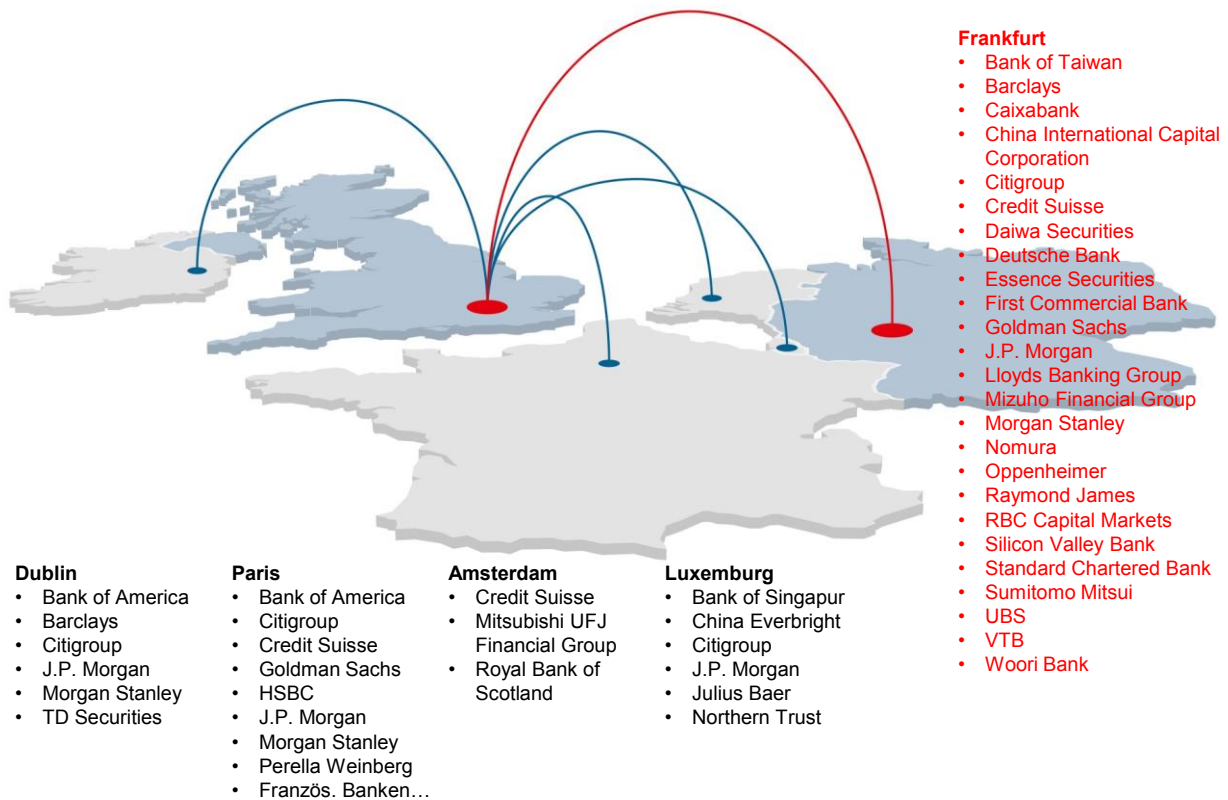 Frankfurt
• Bank of Taiwan
• Barclays
• Caixabank
• China International Capital
Corporation
• Citigroup
• Credit Suisse
• Daiwa Securities
• Deutsche Bank
• Essence Securities
• First Commercial Bank
• Goldman Sachs
• J.P. Morgan
• Lloyds Banking Group
• Mizuho Financial Group
• Morgan Stanley
• Nomura
• Oppenheimer
• Raymond James
• RBC Capital Markets
• Silicon Valley Bank
• Standard Chartered Bank
• Sumitomo Mitsui
• UBS
• VTB
• Woori Bank
Dublin
• Bank of America
• Barclays
• Citigroup
• J.P. Morgan
• Morgan Stanley
• TD Securities
Paris
• Bank of America
• Citigroup
• Credit Suisse
• Goldman Sachs
• HSBC
• J.P. Morgan
• Morgan Stanley
• Perella Weinberg
• Französ. Banken…
Amsterdam
• Credit Suisse
• Mitsubishi UFJ
Financial Group
• Royal Bank of
Scotland
Luxemburg
• Bank of Singapur
• China Everbright
• Citigroup
• J.P. Morgan
• Julius Baer
• Northern Trust